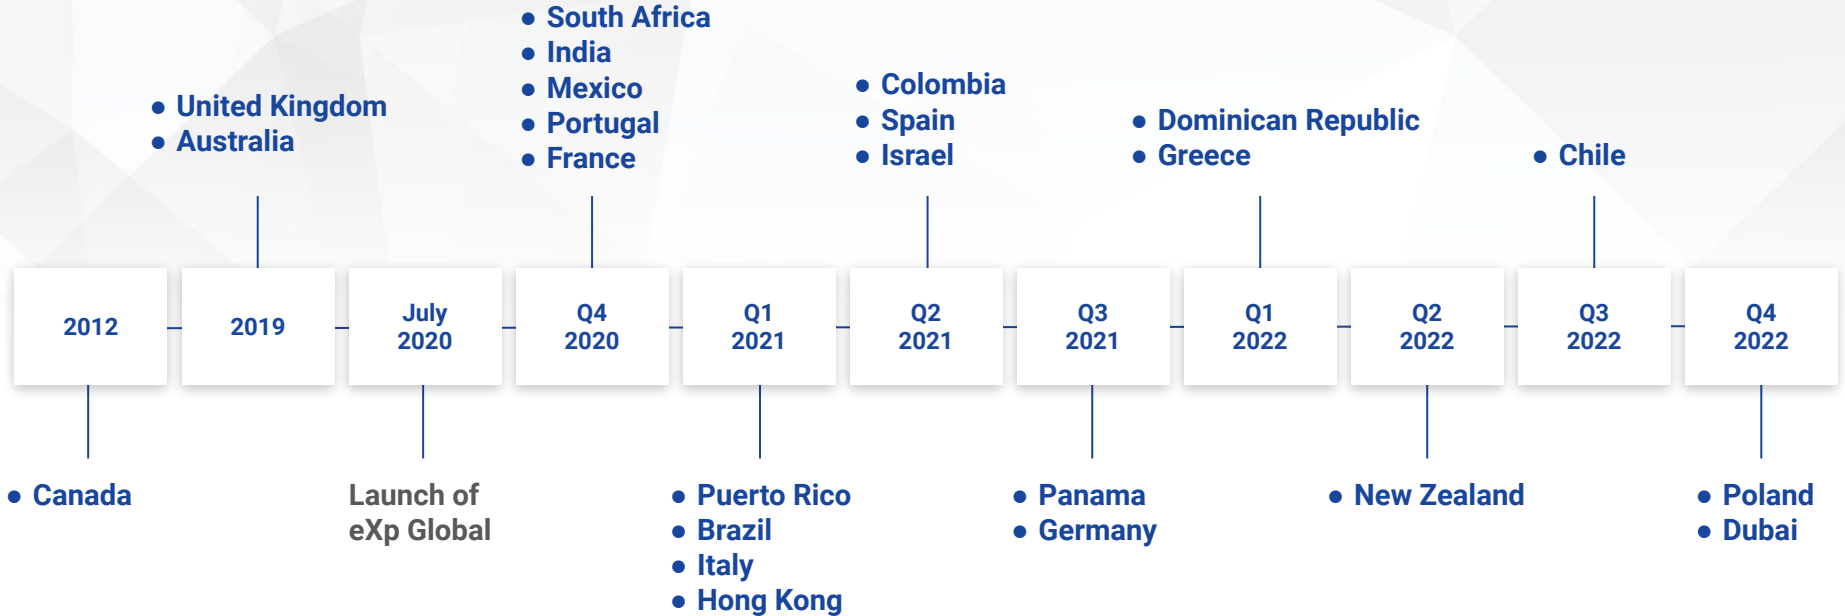 ● South Africa
● India
● Mexico
● Portugal
● France
● United Kingdom
● Australia
● Colombia
● Spain
● Israel
● Dominican Republic
● Greece
● Chile
2012
2019
July
2020
Q4
2020
Q1
2021
Q2
2021
Q3
2021
Q1
2022
Q2
2022
Q3
2022
Q4
2022
● Canada
Launch of
eXp Global
● Puerto Rico
● Brazil
● Italy
● Hong Kong
● Panama
● Germany
● New Zealand
● Poland
● Dubai